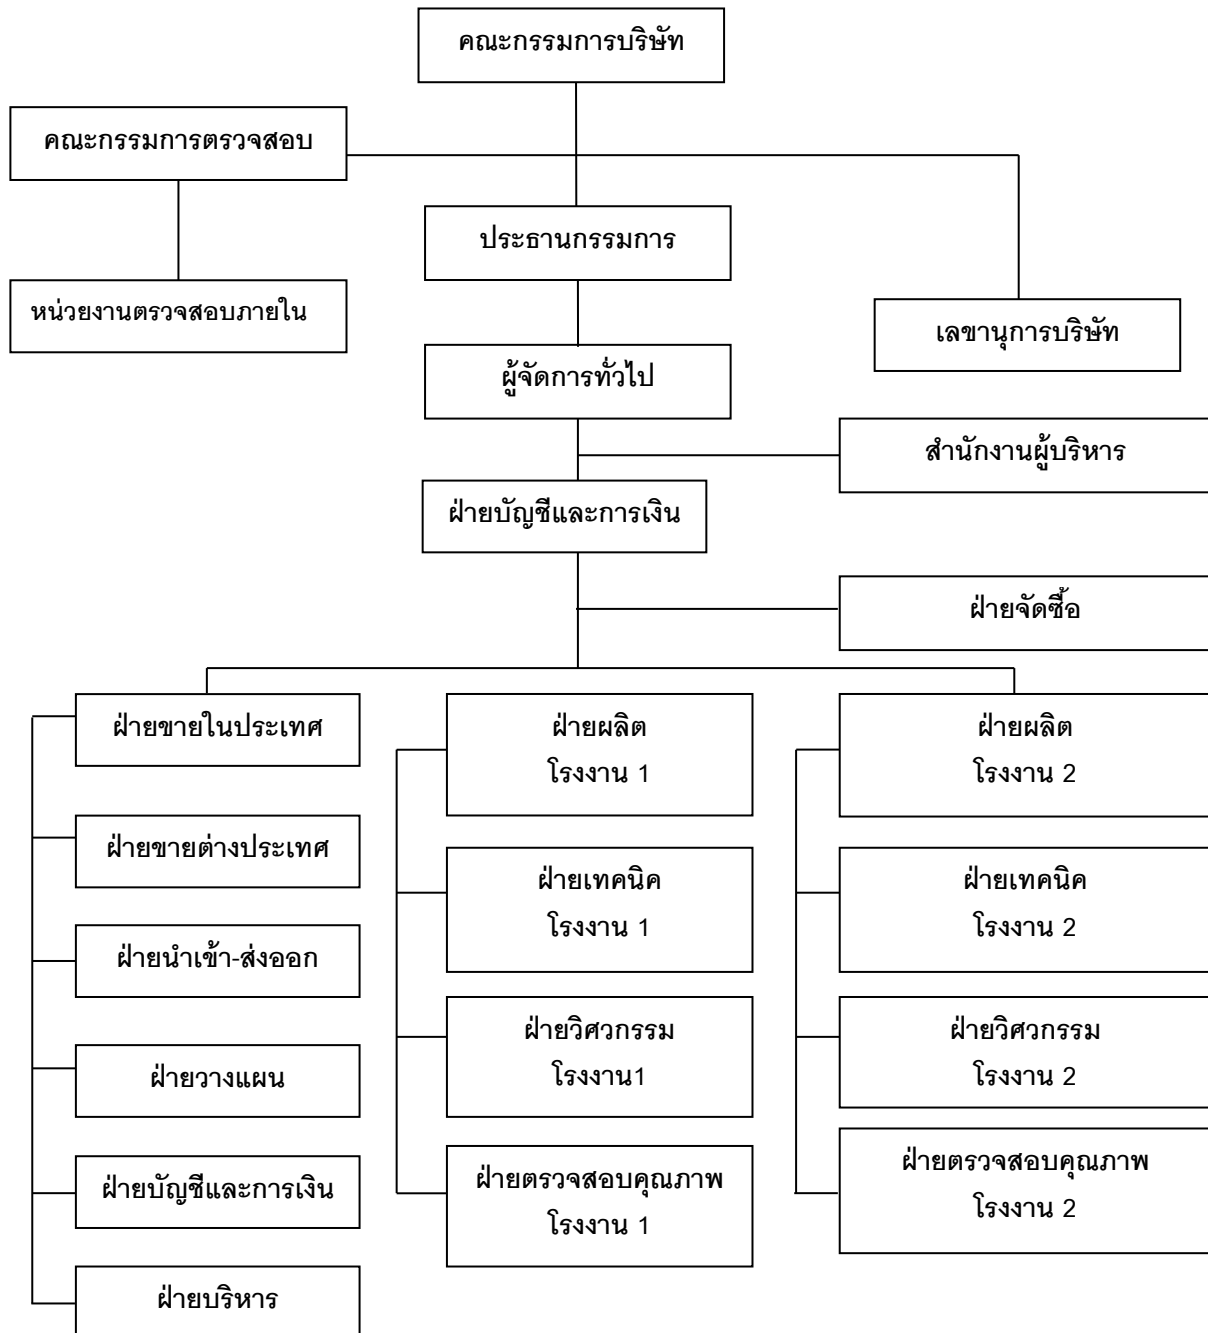 คณะกรรมการบริษัท
คณะกรรมการตรวจสอบ
ประธานกรรมการ
หน่วยงานตรวจสอบภายใน
เลขานุการบริษัท
ผู้จัดการทั่วไป
สำนักงานผู้บริหาร
ฝ่ายบัญชีและการเงิน
ฝ่ายจัดซื้อ
ฝ่ายขายในประเทศ
ฝ่ายขายต่างประเทศ
ฝ่ายนำเข้า-ส่งออก
ฝ่ายวางแผน
ฝ่ายบัญชีและการเงิน
ฝ่ายบริหาร
ฝ่ายผลิต
โรงงาน 1
ฝ่ายเทคนิค
โรงงาน 1
ฝ่ายวิศวกรรม
โรงงาน1
ฝ่ายตรวจสอบคุณภาพ
โรงงาน 1
ฝ่ายผลิต
โรงงาน 2
ฝ่ายเทคนิค
โรงงาน 2
ฝ่ายวิศวกรรม
โรงงาน 2
ฝ่ายตรวจสอบคุณภาพ
โรงงาน 2